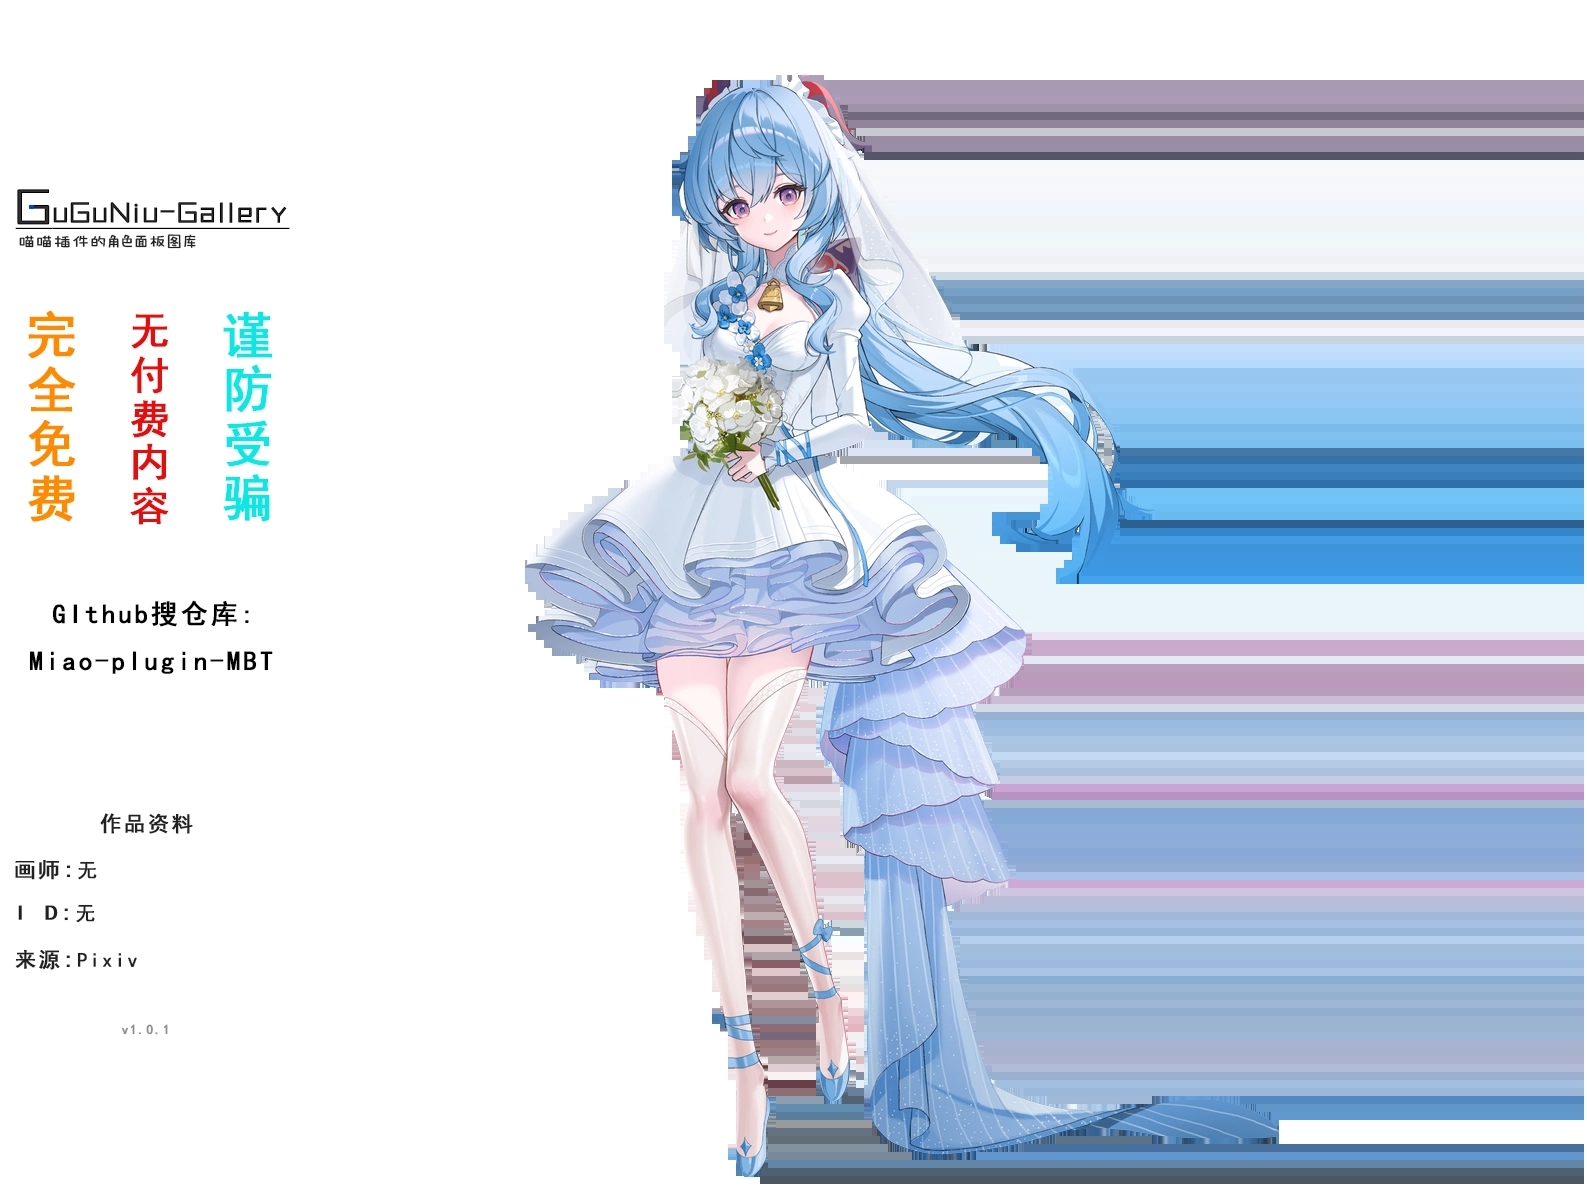 GuGuNiu-Gallery
喵喵插件的角色面板图库
完全免费
无付费内容
谨防受骗
GIthub搜仓库:
Miao-plugin-MBT
作品资料
画师:无
I D:无
来源:Pixiv
v1.0.1